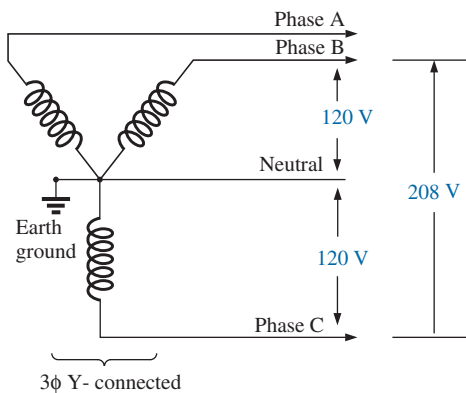 Phase A
Phase B
120 V
Neutral
208 V
Earth
ground
120 V
Phase C
3ϕ Y- connected